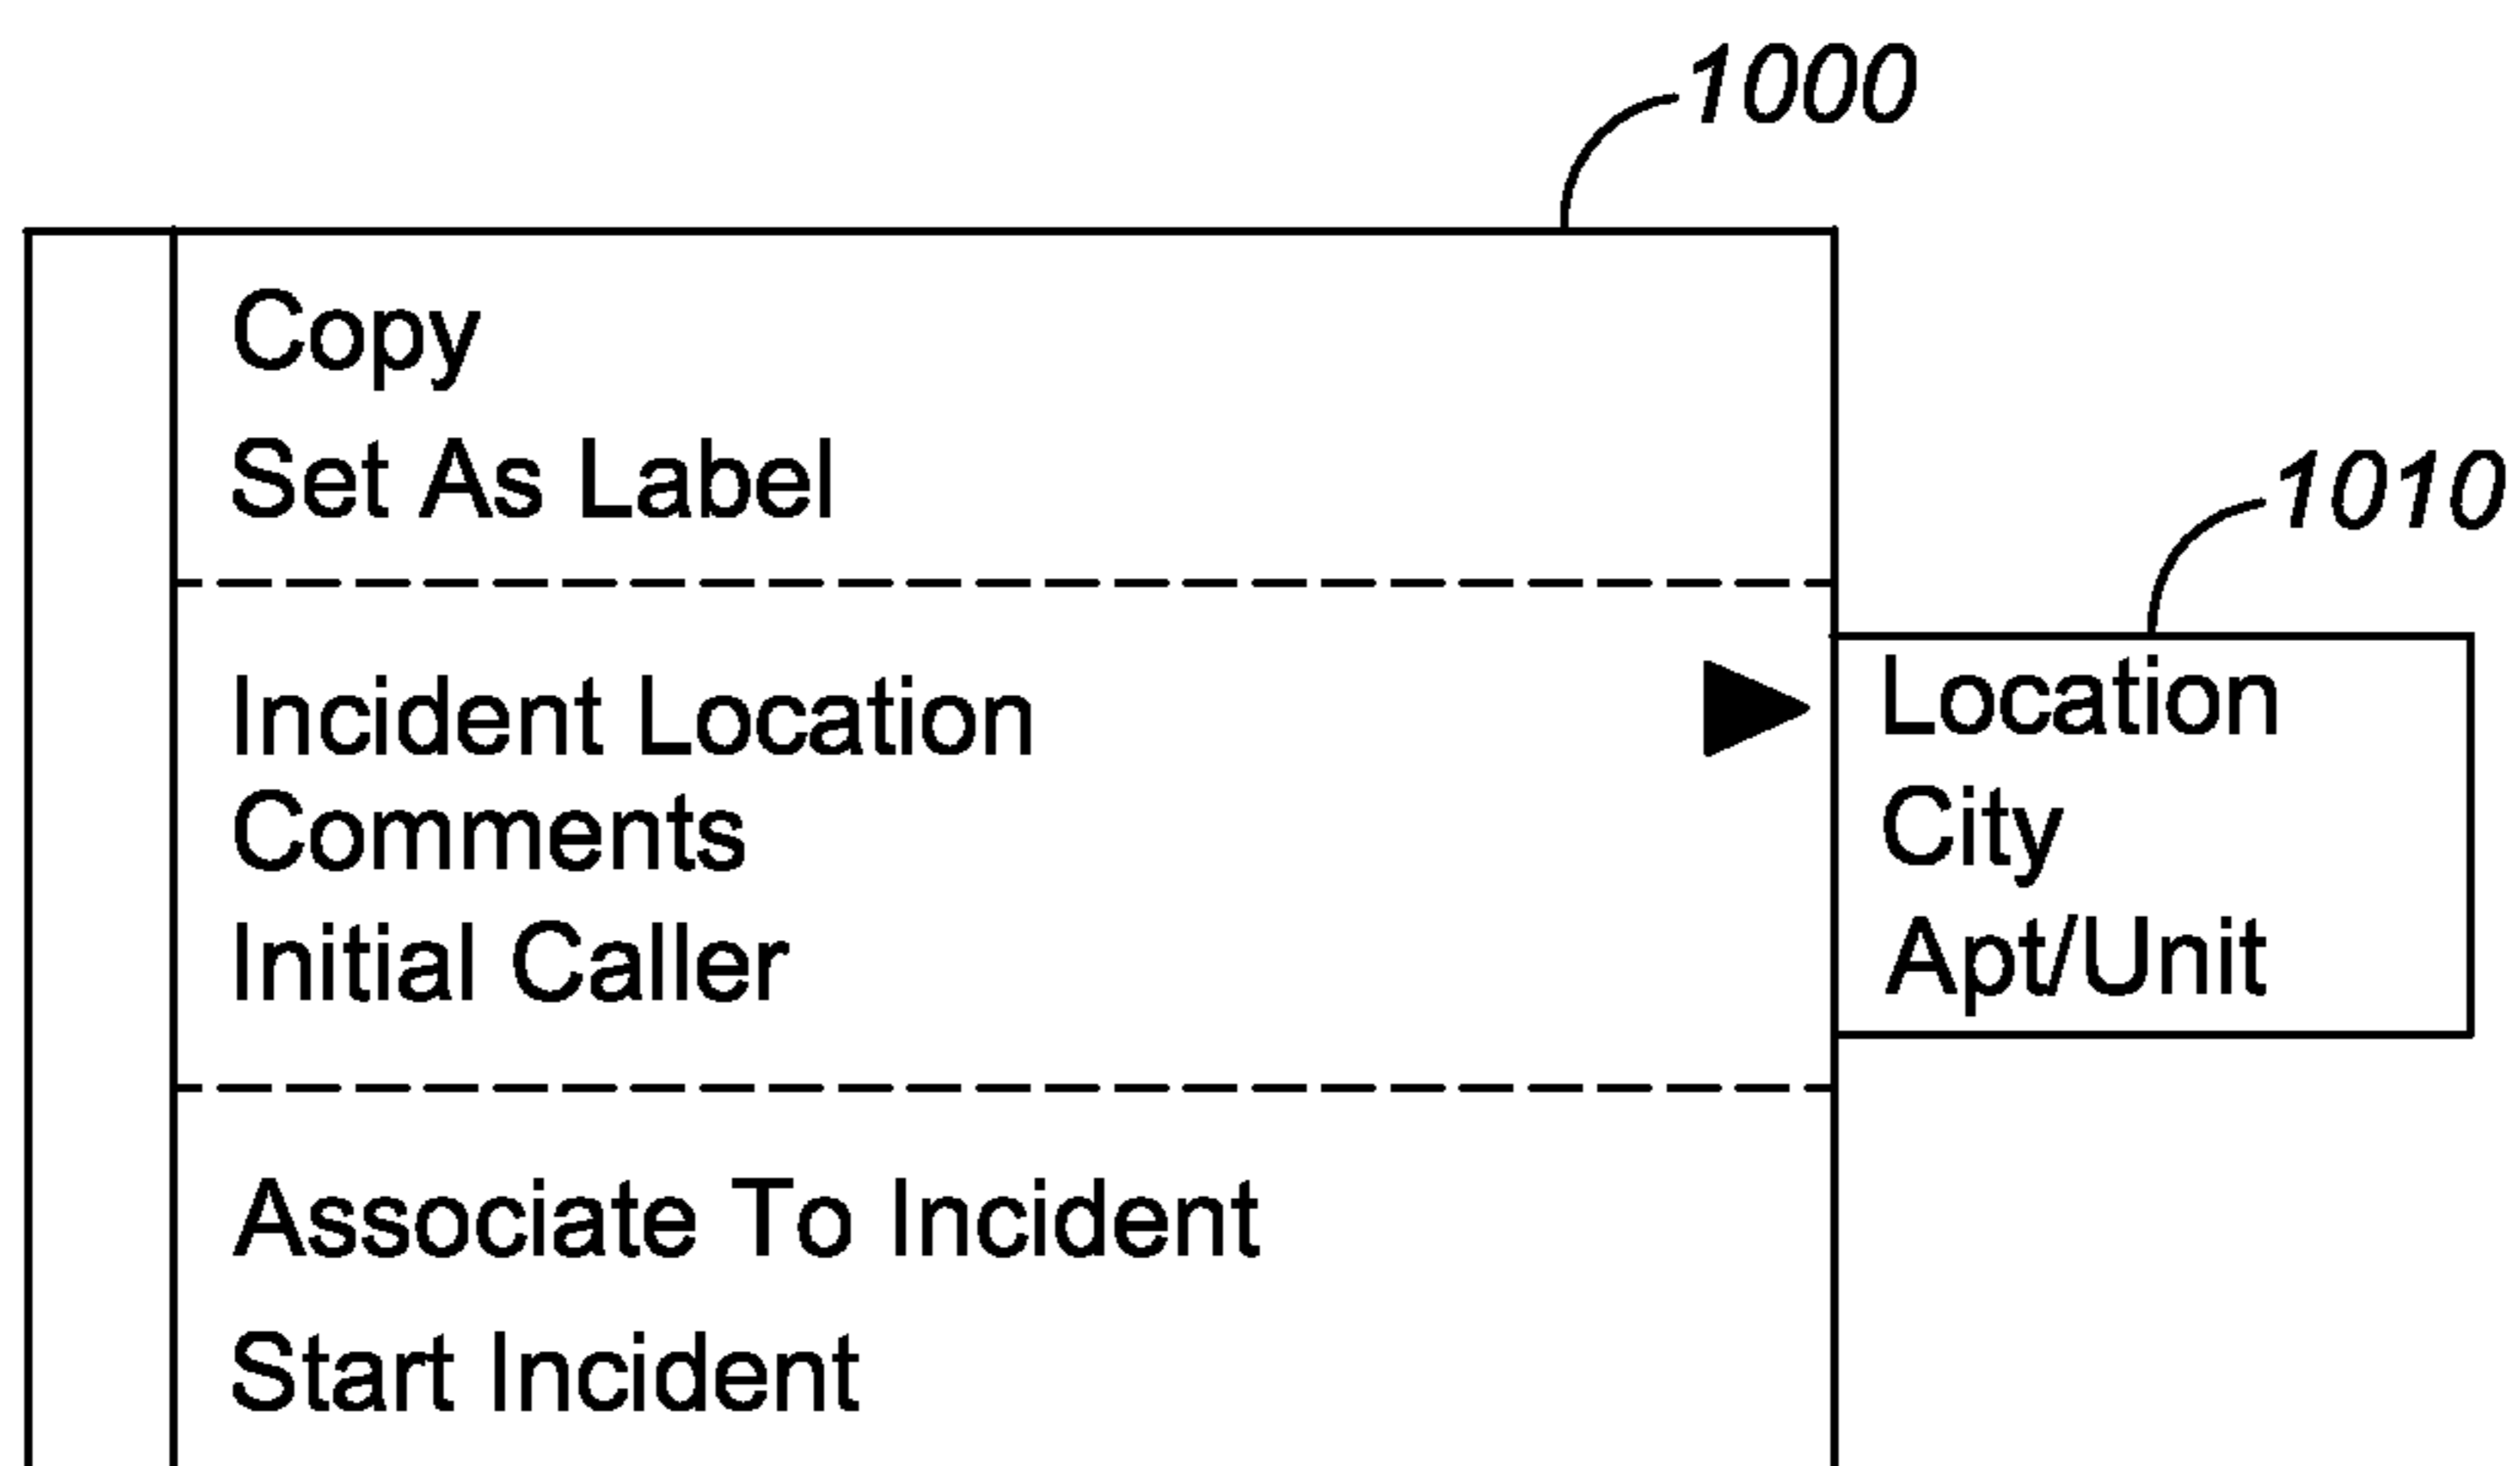 1000
Copy
Set As Label
1010
Incident Location
Comments
Initial Caller
Location
City
Apt/Unit
Associate To Incident
Start Incident